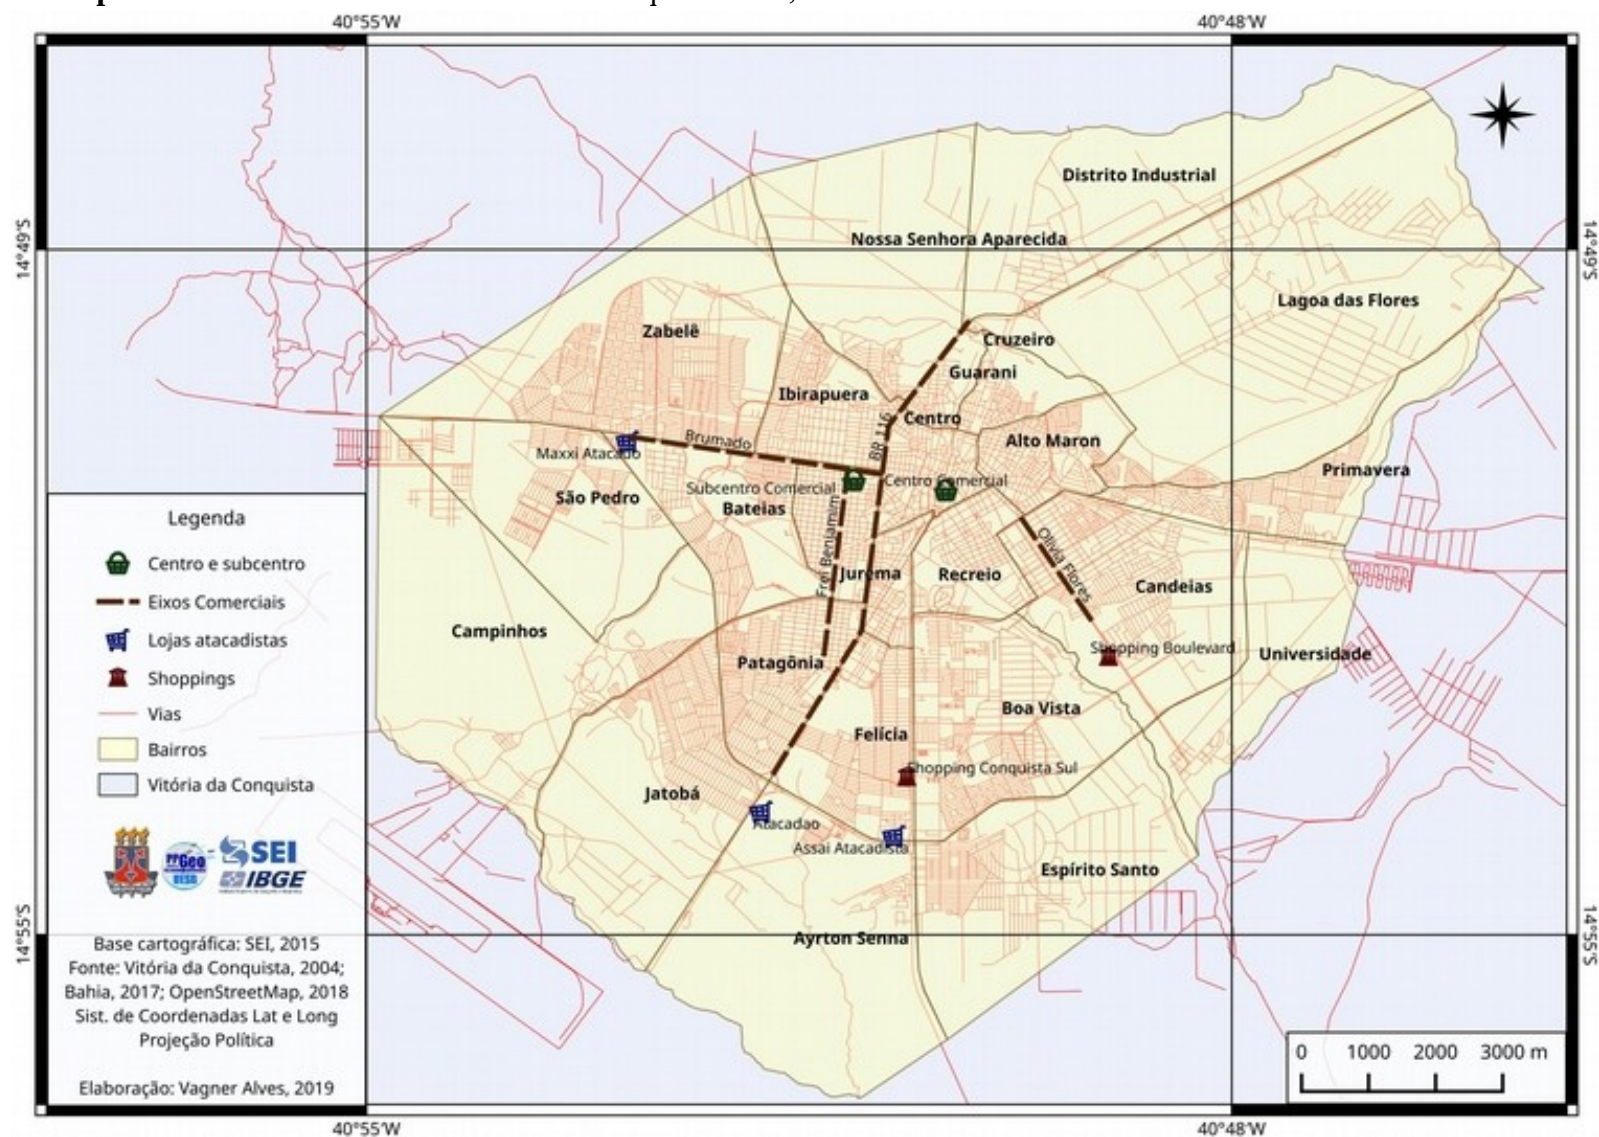 40°55'W
40°48'W
14°49'S
14°49'S
Distrito Industrial
Nossa Senhora Aparecida
Lagoa das Flores
Zabelê
Cruzeiro
Guarani
Ibirapuera
Centro
BR 116
Alto Maron
Brumado
Maxxi Atacado
Primavera
Subcentro Comercial
Centro Comercial
São Pedro
Bateias
Frei Benjamim
Olívia Flores
Jurema
Recreio
Candeias
Campinhos
Patagônia
Shopping Boulevard
Universidade
Boa Vista
Felícia
Shopping Conquista Sul
Jatobá
Atacadao
Assai Atacadista
Espírito Santo
Ayrton Senna
Legenda
Centro e subcentro
Eixos Comerciais
Lojas atacadistas
Shoppings
Vias
Bairros
Vitória da Conquista
PPGeo
UESB
SEI
IBGE
Base cartográfica: SEI, 2015
Fonte: Vitória da Conquista, 2004;
Bahia, 2017; OpenStreetMap, 2018
Sist. de Coordenadas Lat e Long
Projeção Política
Elaboração: Vagner Alves, 2019
14°55'S
14°55'S
0 1000 2000 3000 m
40°55'W
40°48'W